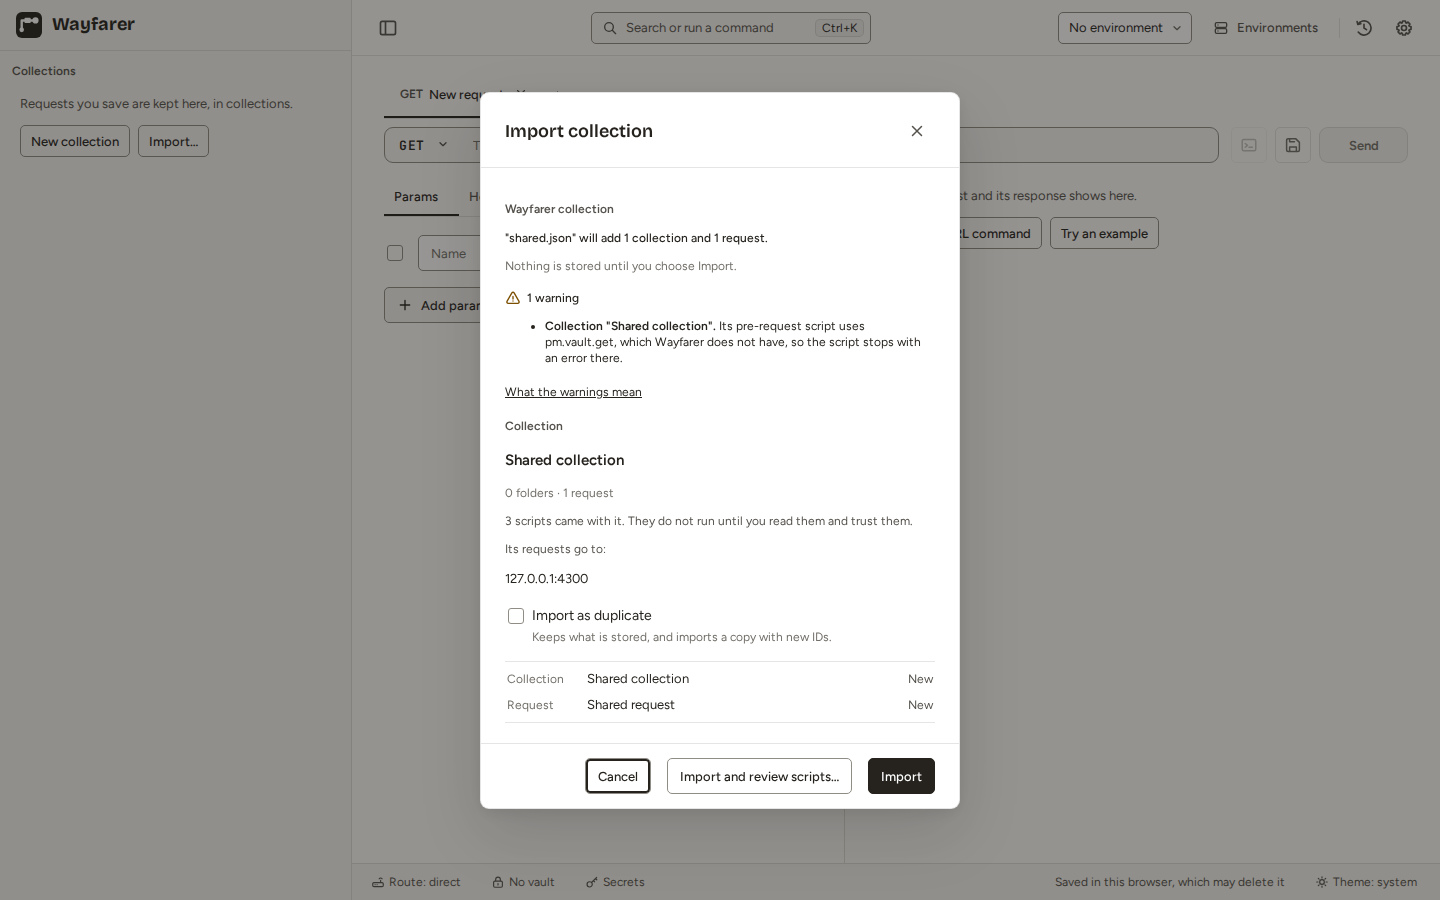 Wayfarer
Search or run a command Ctrl+K
No environment
Environments
Collections
Requests you save are kept here, in collections.
New collection
Import...
GET New requ
GET
Send
Params
Name
Add para
st and its response shows here.
RL command
Try an example
Import collection
Wayfarer collection
"shared.json" will add 1 collection and 1 request.
Nothing is stored until you choose Import.
1 warning
• Collection "Shared collection". Its pre-request script uses
pm.vault.get, which Wayfarer does not have, so the script stops with
an error there.
What the warnings mean
Collection
Shared collection
0 folders · 1 request
3 scripts came with it. They do not run until you read them and trust them.
Its requests go to:
127.0.0.1:4300
Import as duplicate
Keeps what is stored, and imports a copy with new IDs.
Collection Shared collection New
Request Shared request New
Cancel
Import and review scripts...
Import
Route: direct
No vault
Secrets
Saved in this browser, which may delete it
Theme: system